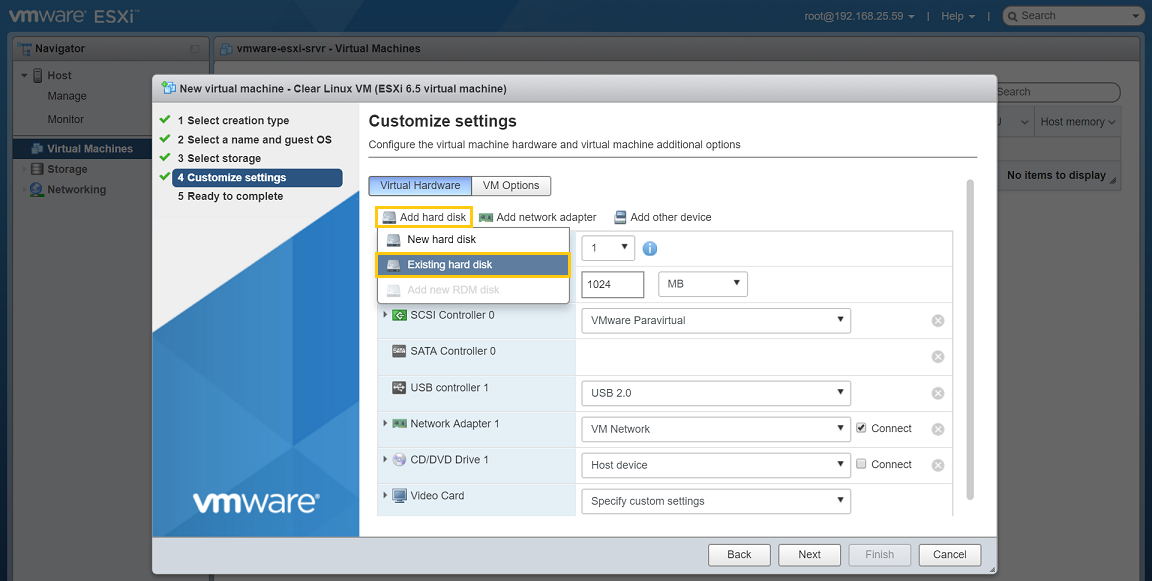 vmware ESXi™
root@192.168.25.59 | Help | Search
Navigator
vmware-esxi-srvr - Virtual Machines
Host
Manage
Monitor
Virtual Machines
Storage
Networking
Search
Host memory
No items to display
New virtual machine - Clear Linux VM (ESXi 6.5 virtual machine)
1 Select creation type
2 Select a name and guest OS
3 Select storage
4 Customize settings
5 Ready to complete
vmware®
Customize settings
Configure the virtual machine hardware and virtual machine additional options
Virtual Hardware VM Options
Add hard disk Add network adapter Add other device
New hard disk
Existing hard disk
Add new RDM disk
1
1024 MB
SCSI Controller 0 VMware Paravirtual
SATA Controller 0
USB controller 1 USB 2.0
Network Adapter 1 VM Network Connect
CD/DVD Drive 1 Host device Connect
Video Card Specify custom settings
Back Next Finish Cancel